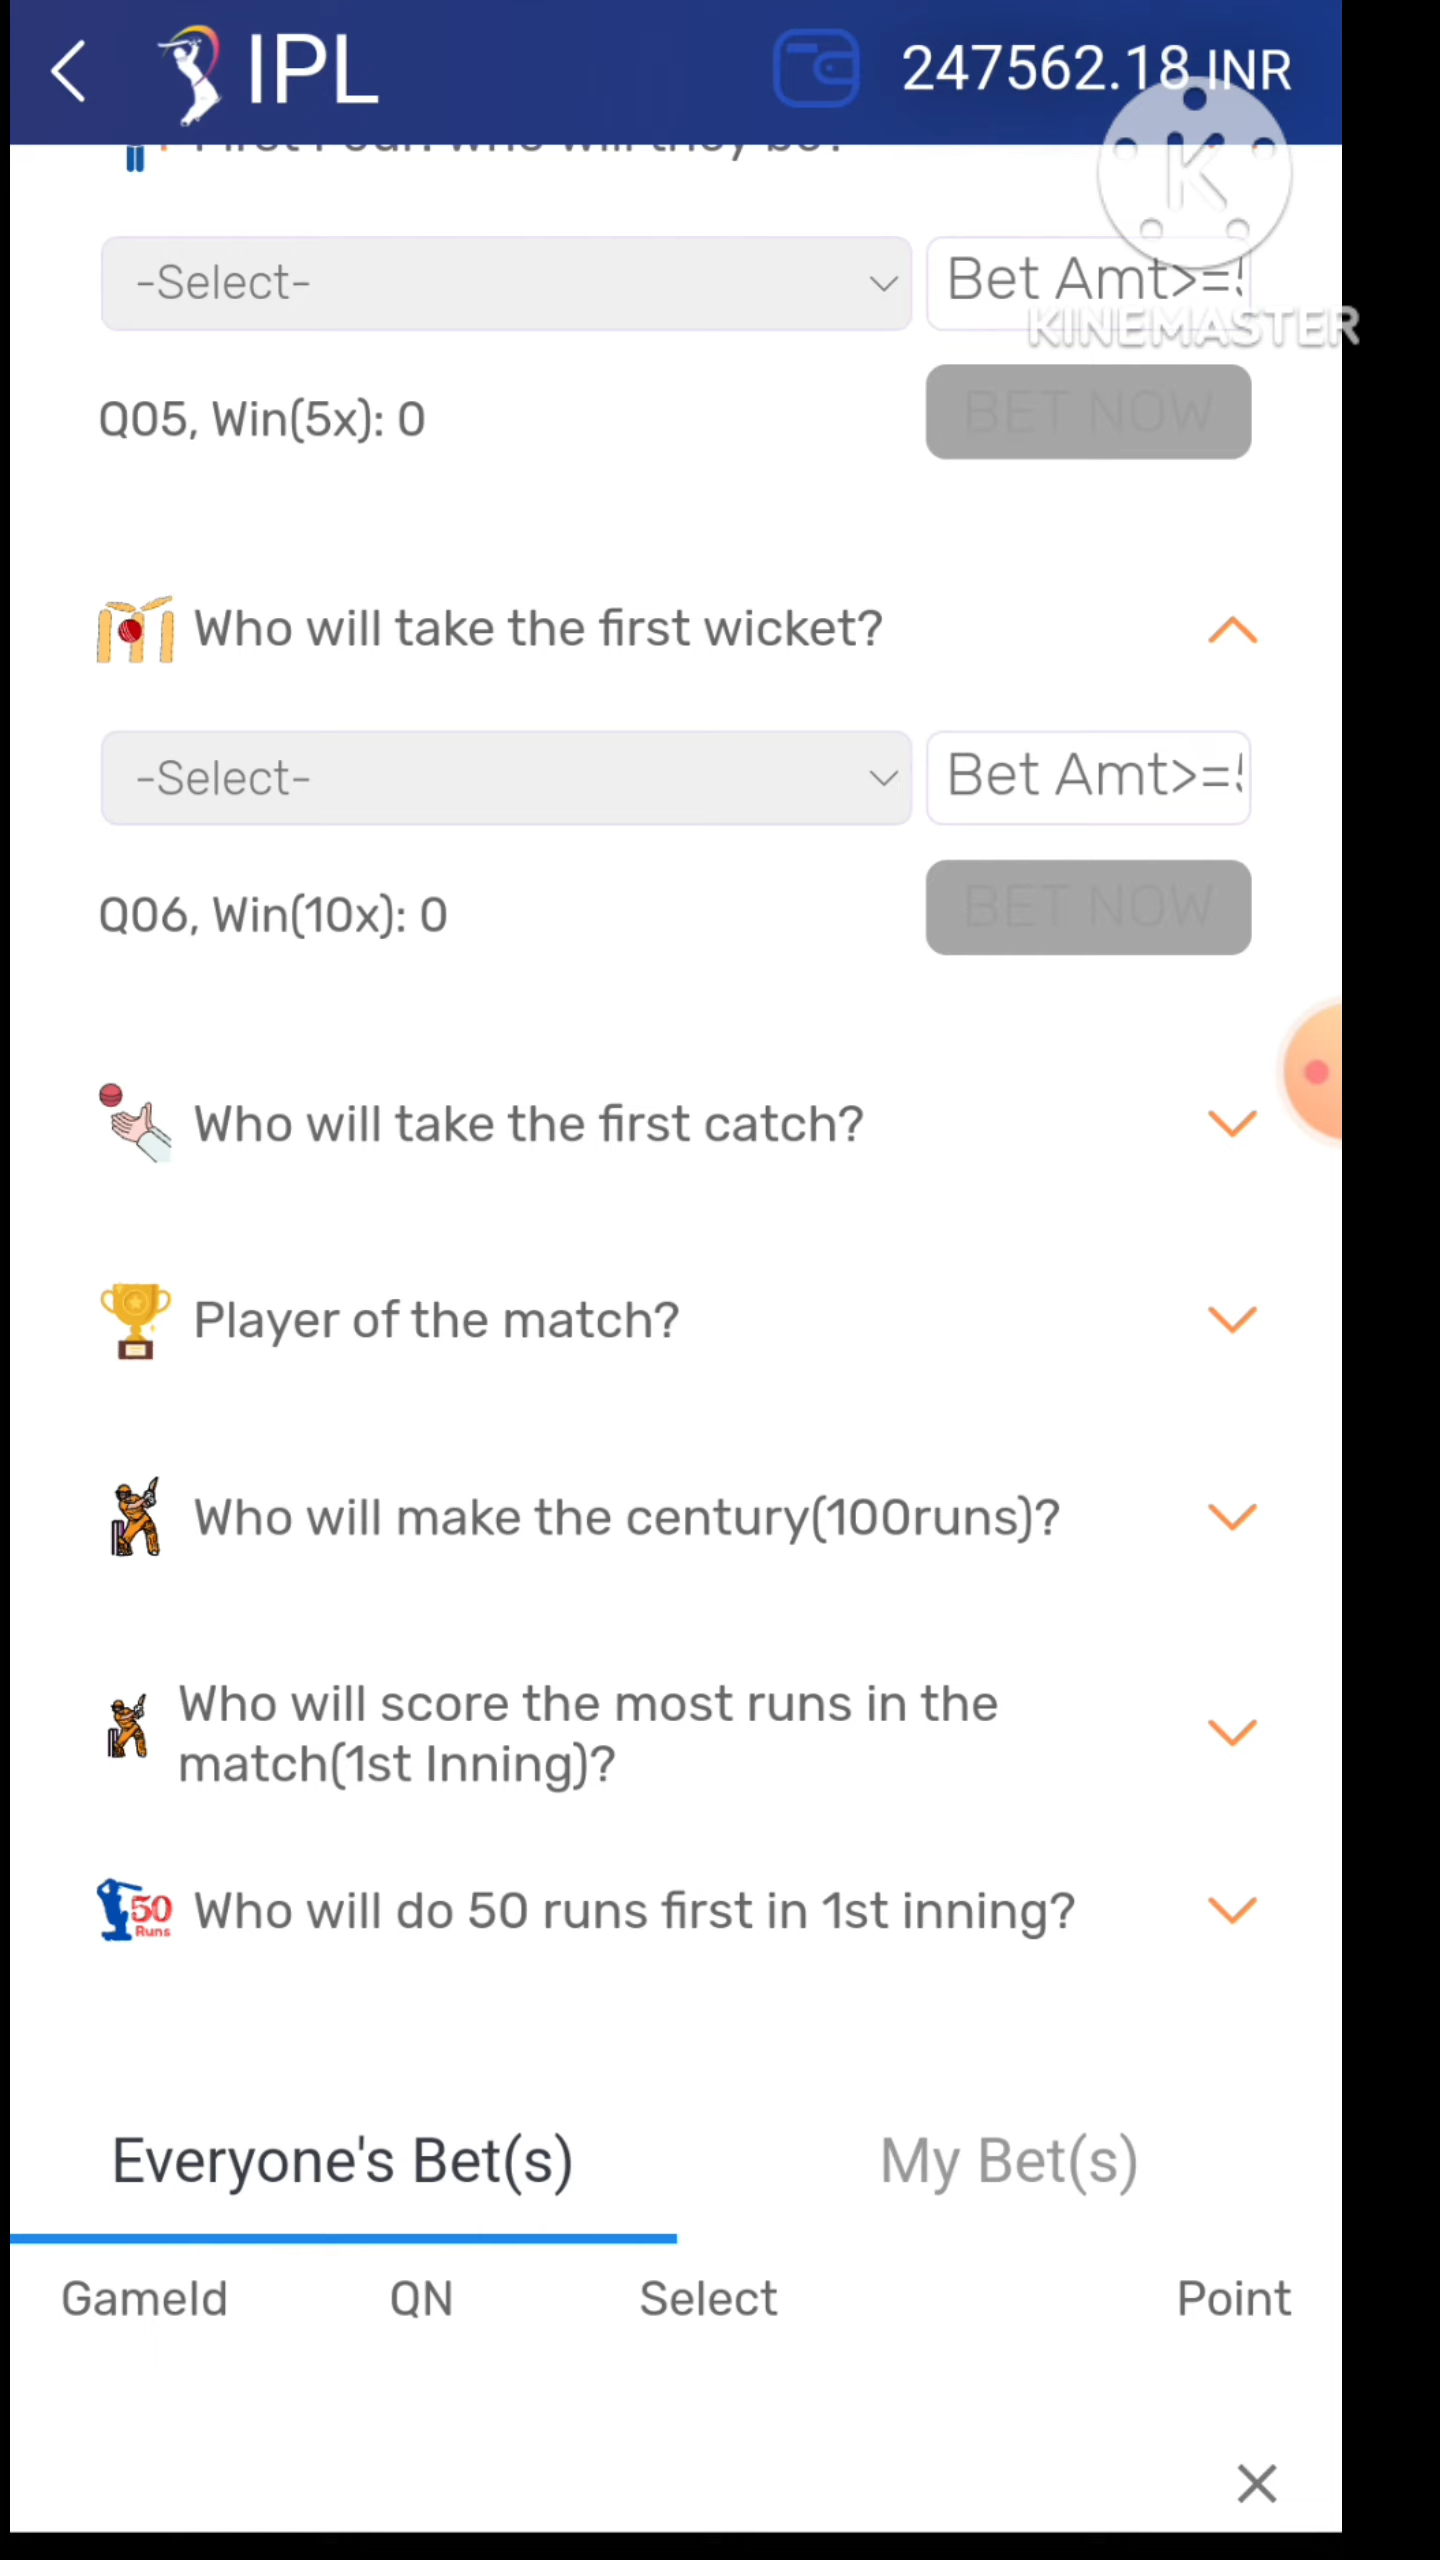 IPL
247562.18 INR
K
-Select-
Bet Amt>=
KINEMASTER
Q05, Win(5x): 0
BET NOW
Who will take the first wicket?
-Select-
Bet Amt>=
Q06, Win(10x): 0
BET NOW
Who will take the first catch?
Player of the match?
Who will make the century(100runs)?
Who will score the most runs in the
match(1st Inning)?
50
Runs
Who will do 50 runs first in 1st inning?
Everyone's Bet(s)
My Bet(s)
GameId
QN
Select
Point